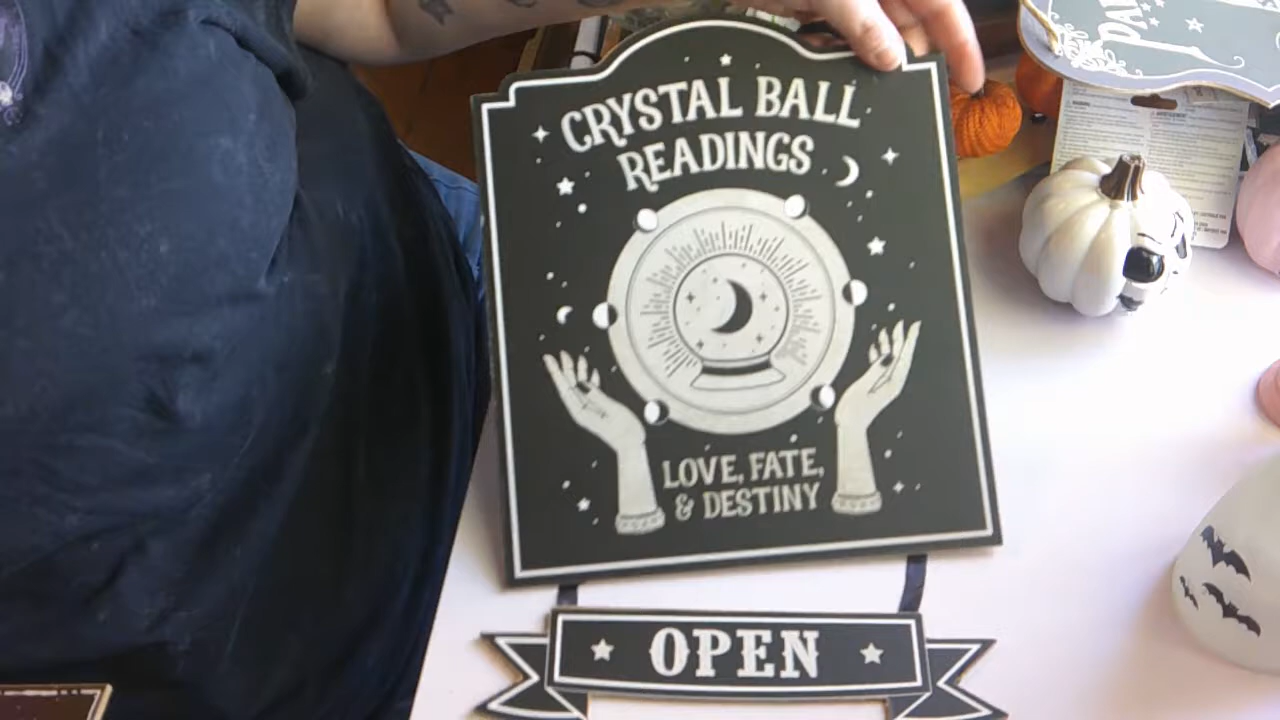 CRYSTAL BALL
READINGS
LOVE, FATE,
& DESTINY
OPEN